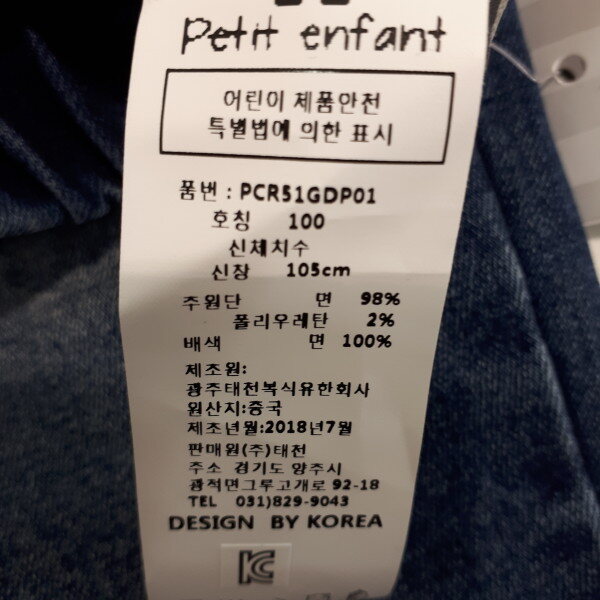 petit enfant
어린이 제품안전
특별법에 의한 표시
품번 : PCR51GDP01
호칭 100
신체치수
신장 105cm
추원단 면 98%
폴리우레탄 2%
배색 면 100%
제조원:
광주태전복식유한회사
원산지:중국
제조년월:2018년7월
판매원(주)태천
주소 경기도 양주시
광적면그루고개로 92-18
TEL 031)829-9043
DESIGN BY KOREA
KC